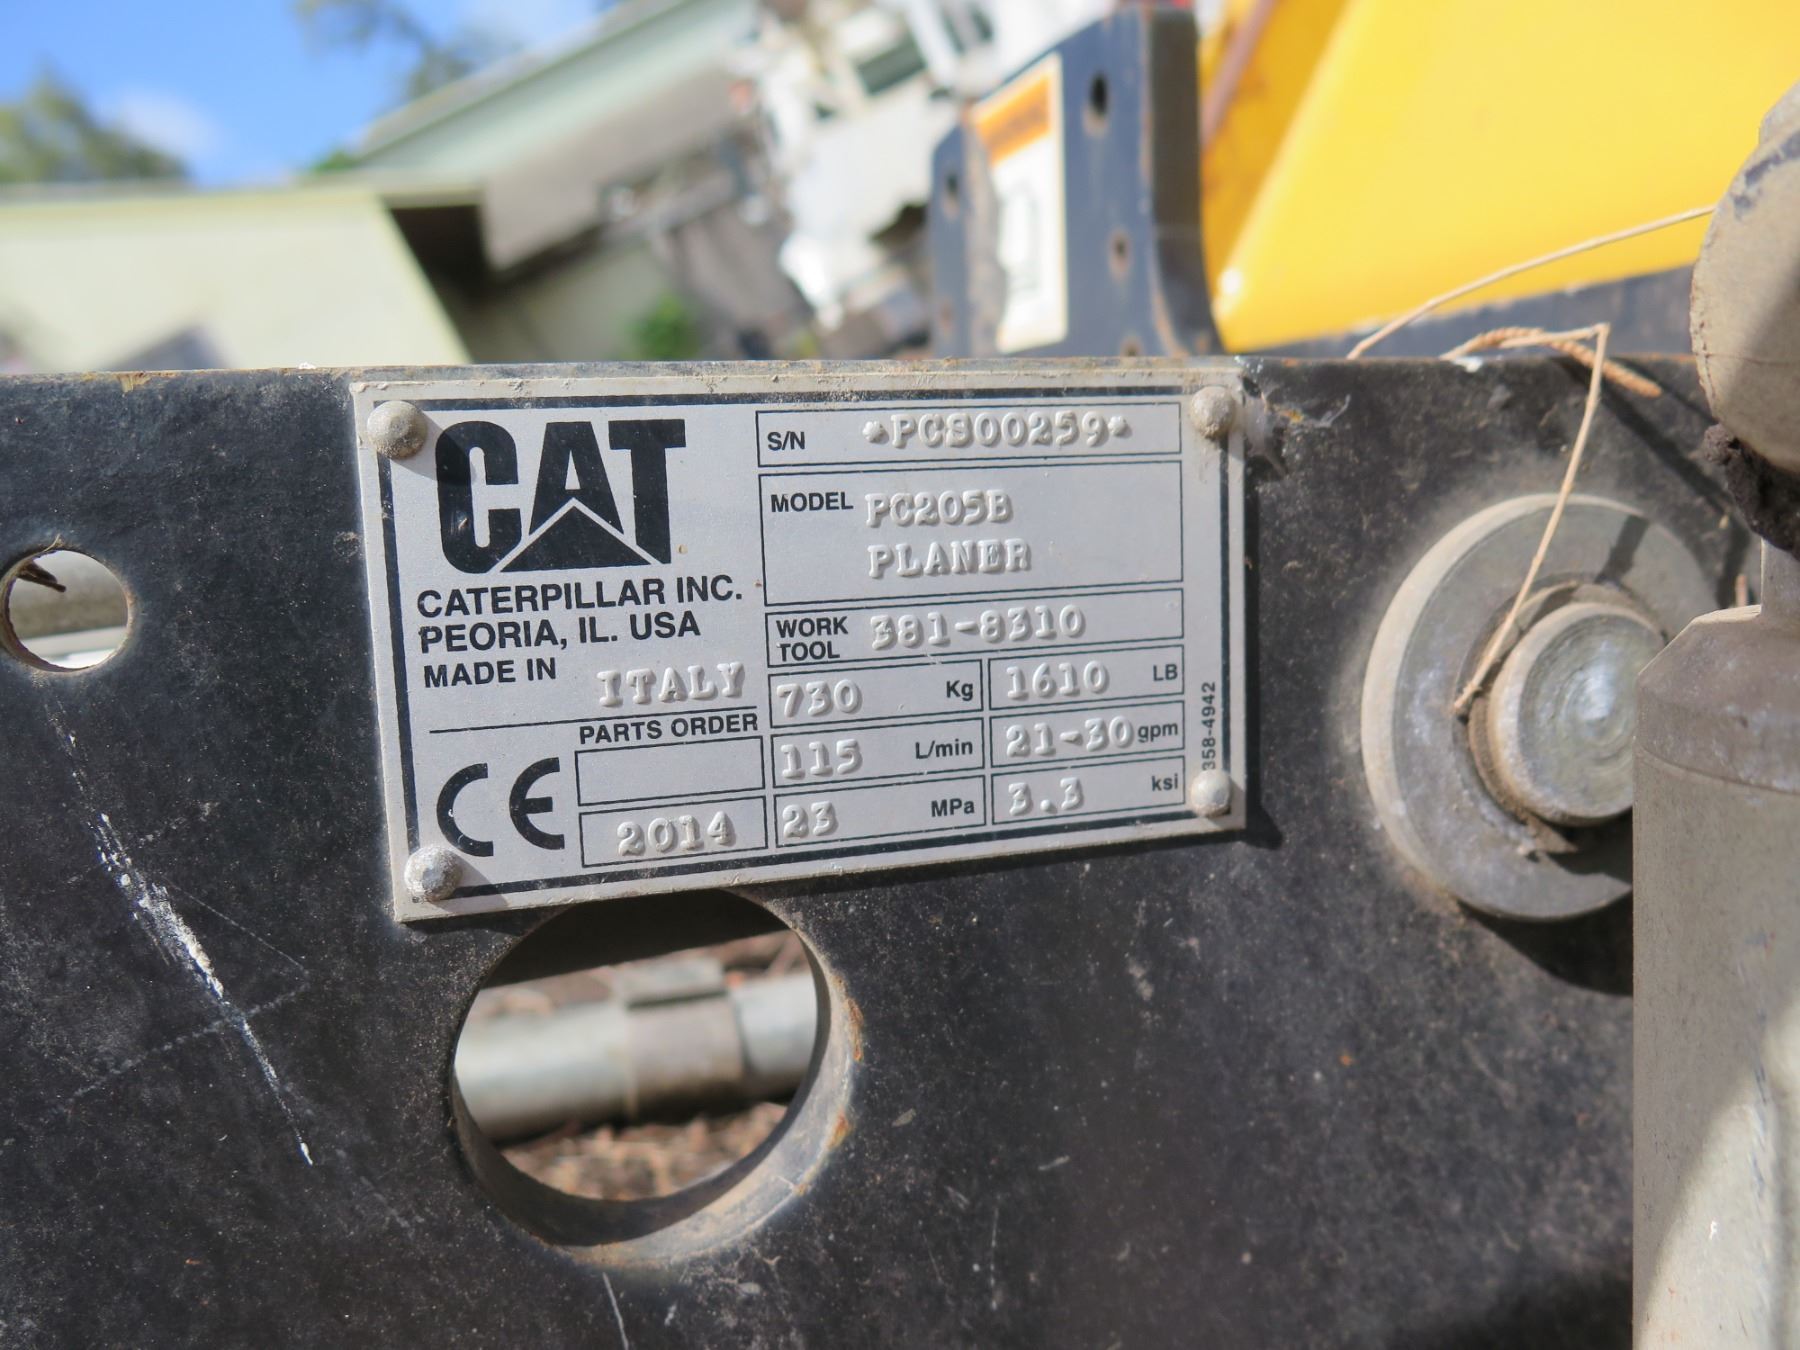 CAT
CATERPILLAR INC.
PEORIA, IL. USA
MADE IN ITALY
PARTS ORDER
CE
2014
S/N *PCS00259*
MODEL PC205B
PLANER
WORK TOOL 381-8310
730 Kg 1610 LB
115 L/min 21-30 gpm
23 MPa 3.3 ksi
358-4942